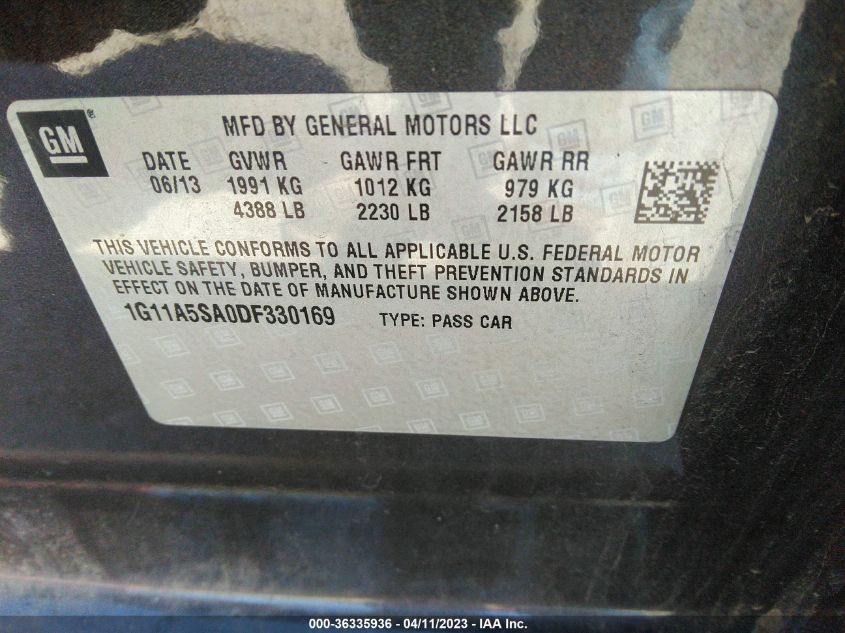 GM ®
MFD BY GENERAL MOTORS LLC
DATE GVWR GAWR FRT GAWR RR
06/13 1991 KG 1012 KG 979 KG
4388 LB 2230 LB 2158 LB
THIS VEHICLE CONFORMS TO ALL APPLICABLE U.S. FEDERAL MOTOR
VEHICLE SAFETY, BUMPER, AND THEFT PREVENTION STANDARDS IN
EFFECT ON THE DATE OF MANUFACTURE SHOWN ABOVE.
1G11A5SA0DF330169 TYPE: PASS CAR
000-36335936 - 04/11/2023 - IAA Inc.